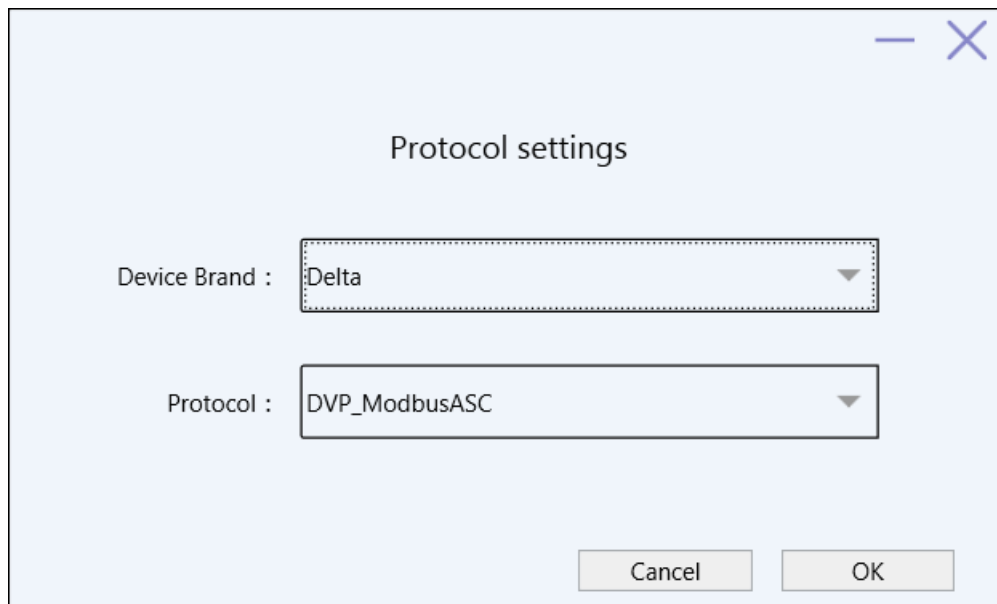 Protocol settings
Device Brand : Delta
Protocol : DVP_ModbusASC
Cancel OK